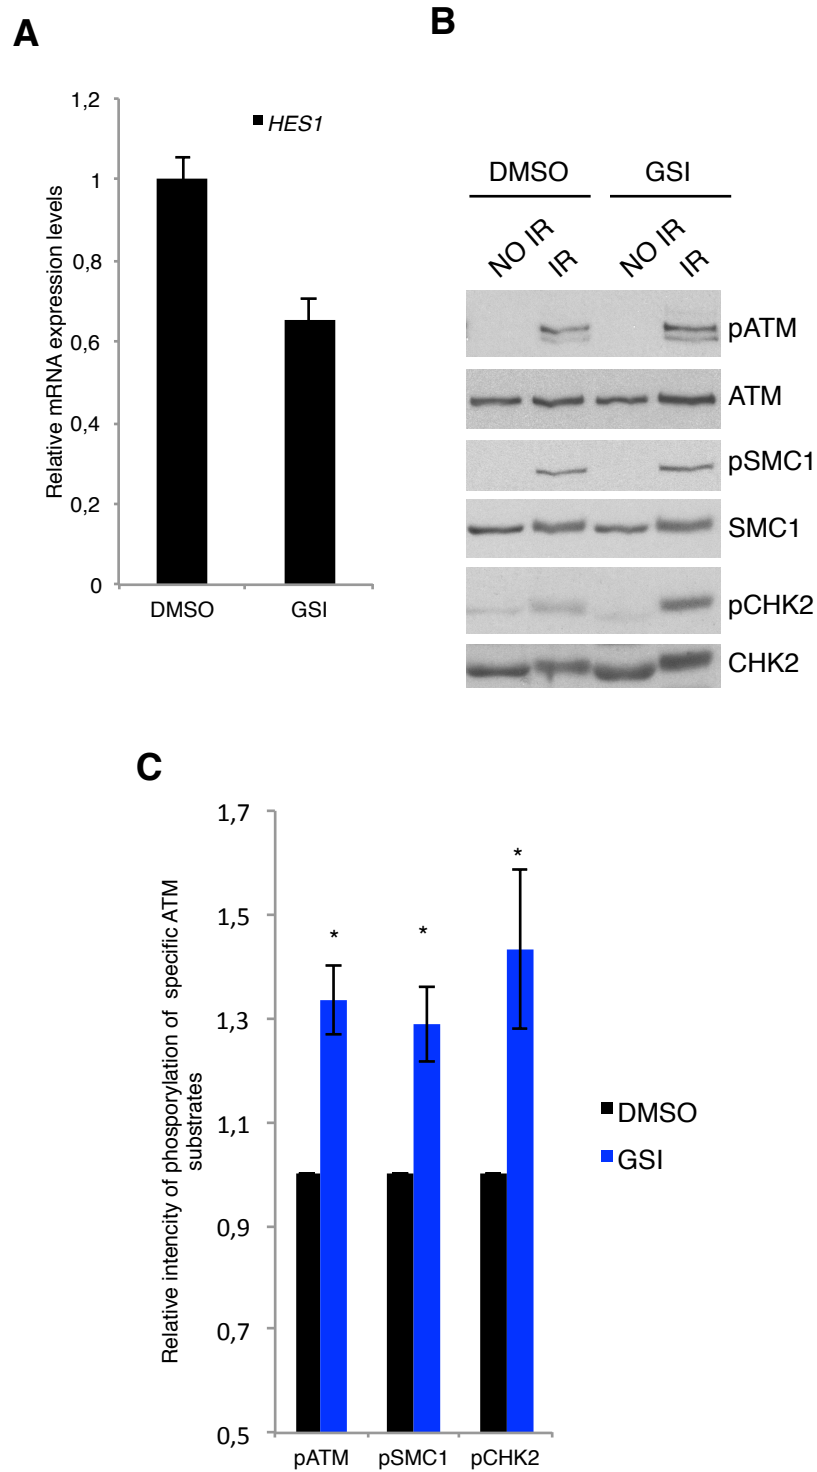 A
1,2
1
0,8
0,6
0,4
0,2
0
Relative mRNA expression levels
HES1
DMSO GSI
B
DMSO GSI
NO IR IR NO IR IR
pATM
ATM
pSMC1
SMC1
pCHK2
CHK2
C
1,7
1,5
1,3
1,1
0,9
0,7
0,5
Relative intencity of phosporylation of specific ATM
substrates
* * *
DMSO
GSI
pATM pSMC1 pCHK2